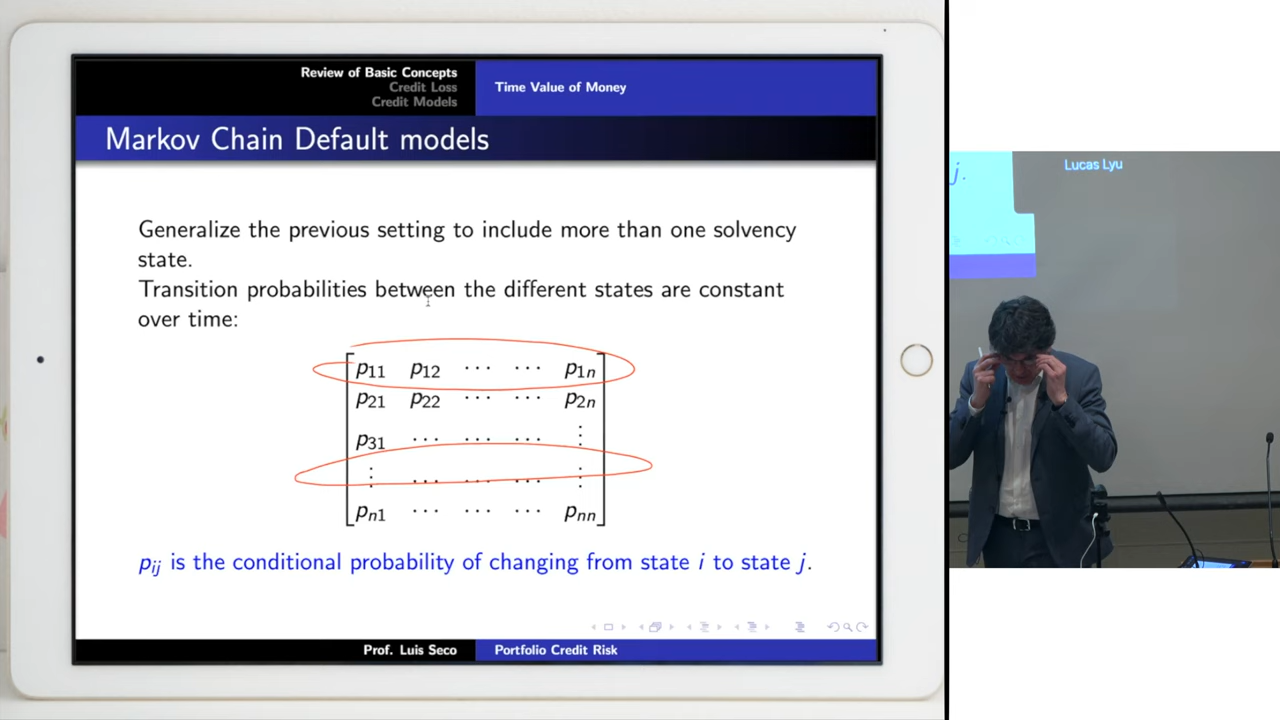 Review of Basic Concepts
Credit Loss
Credit Models
Time Value of Money
Markov Chain Default models
Generalize the previous setting to include more than one solvency
state.
Transition probabilities between the different states are constant
over time:
p11 p12 ··· ··· p1n
p21 p22 ··· ··· p2n
p31 ··· ··· ··· ⋮
⋮ ··· ··· ··· ⋮
pn1 ··· ··· ··· pnn
pij is the conditional probability of changing from state i to state j.
Prof. Luis Seco
Portfolio Credit Risk
j.
Lucas Lyu